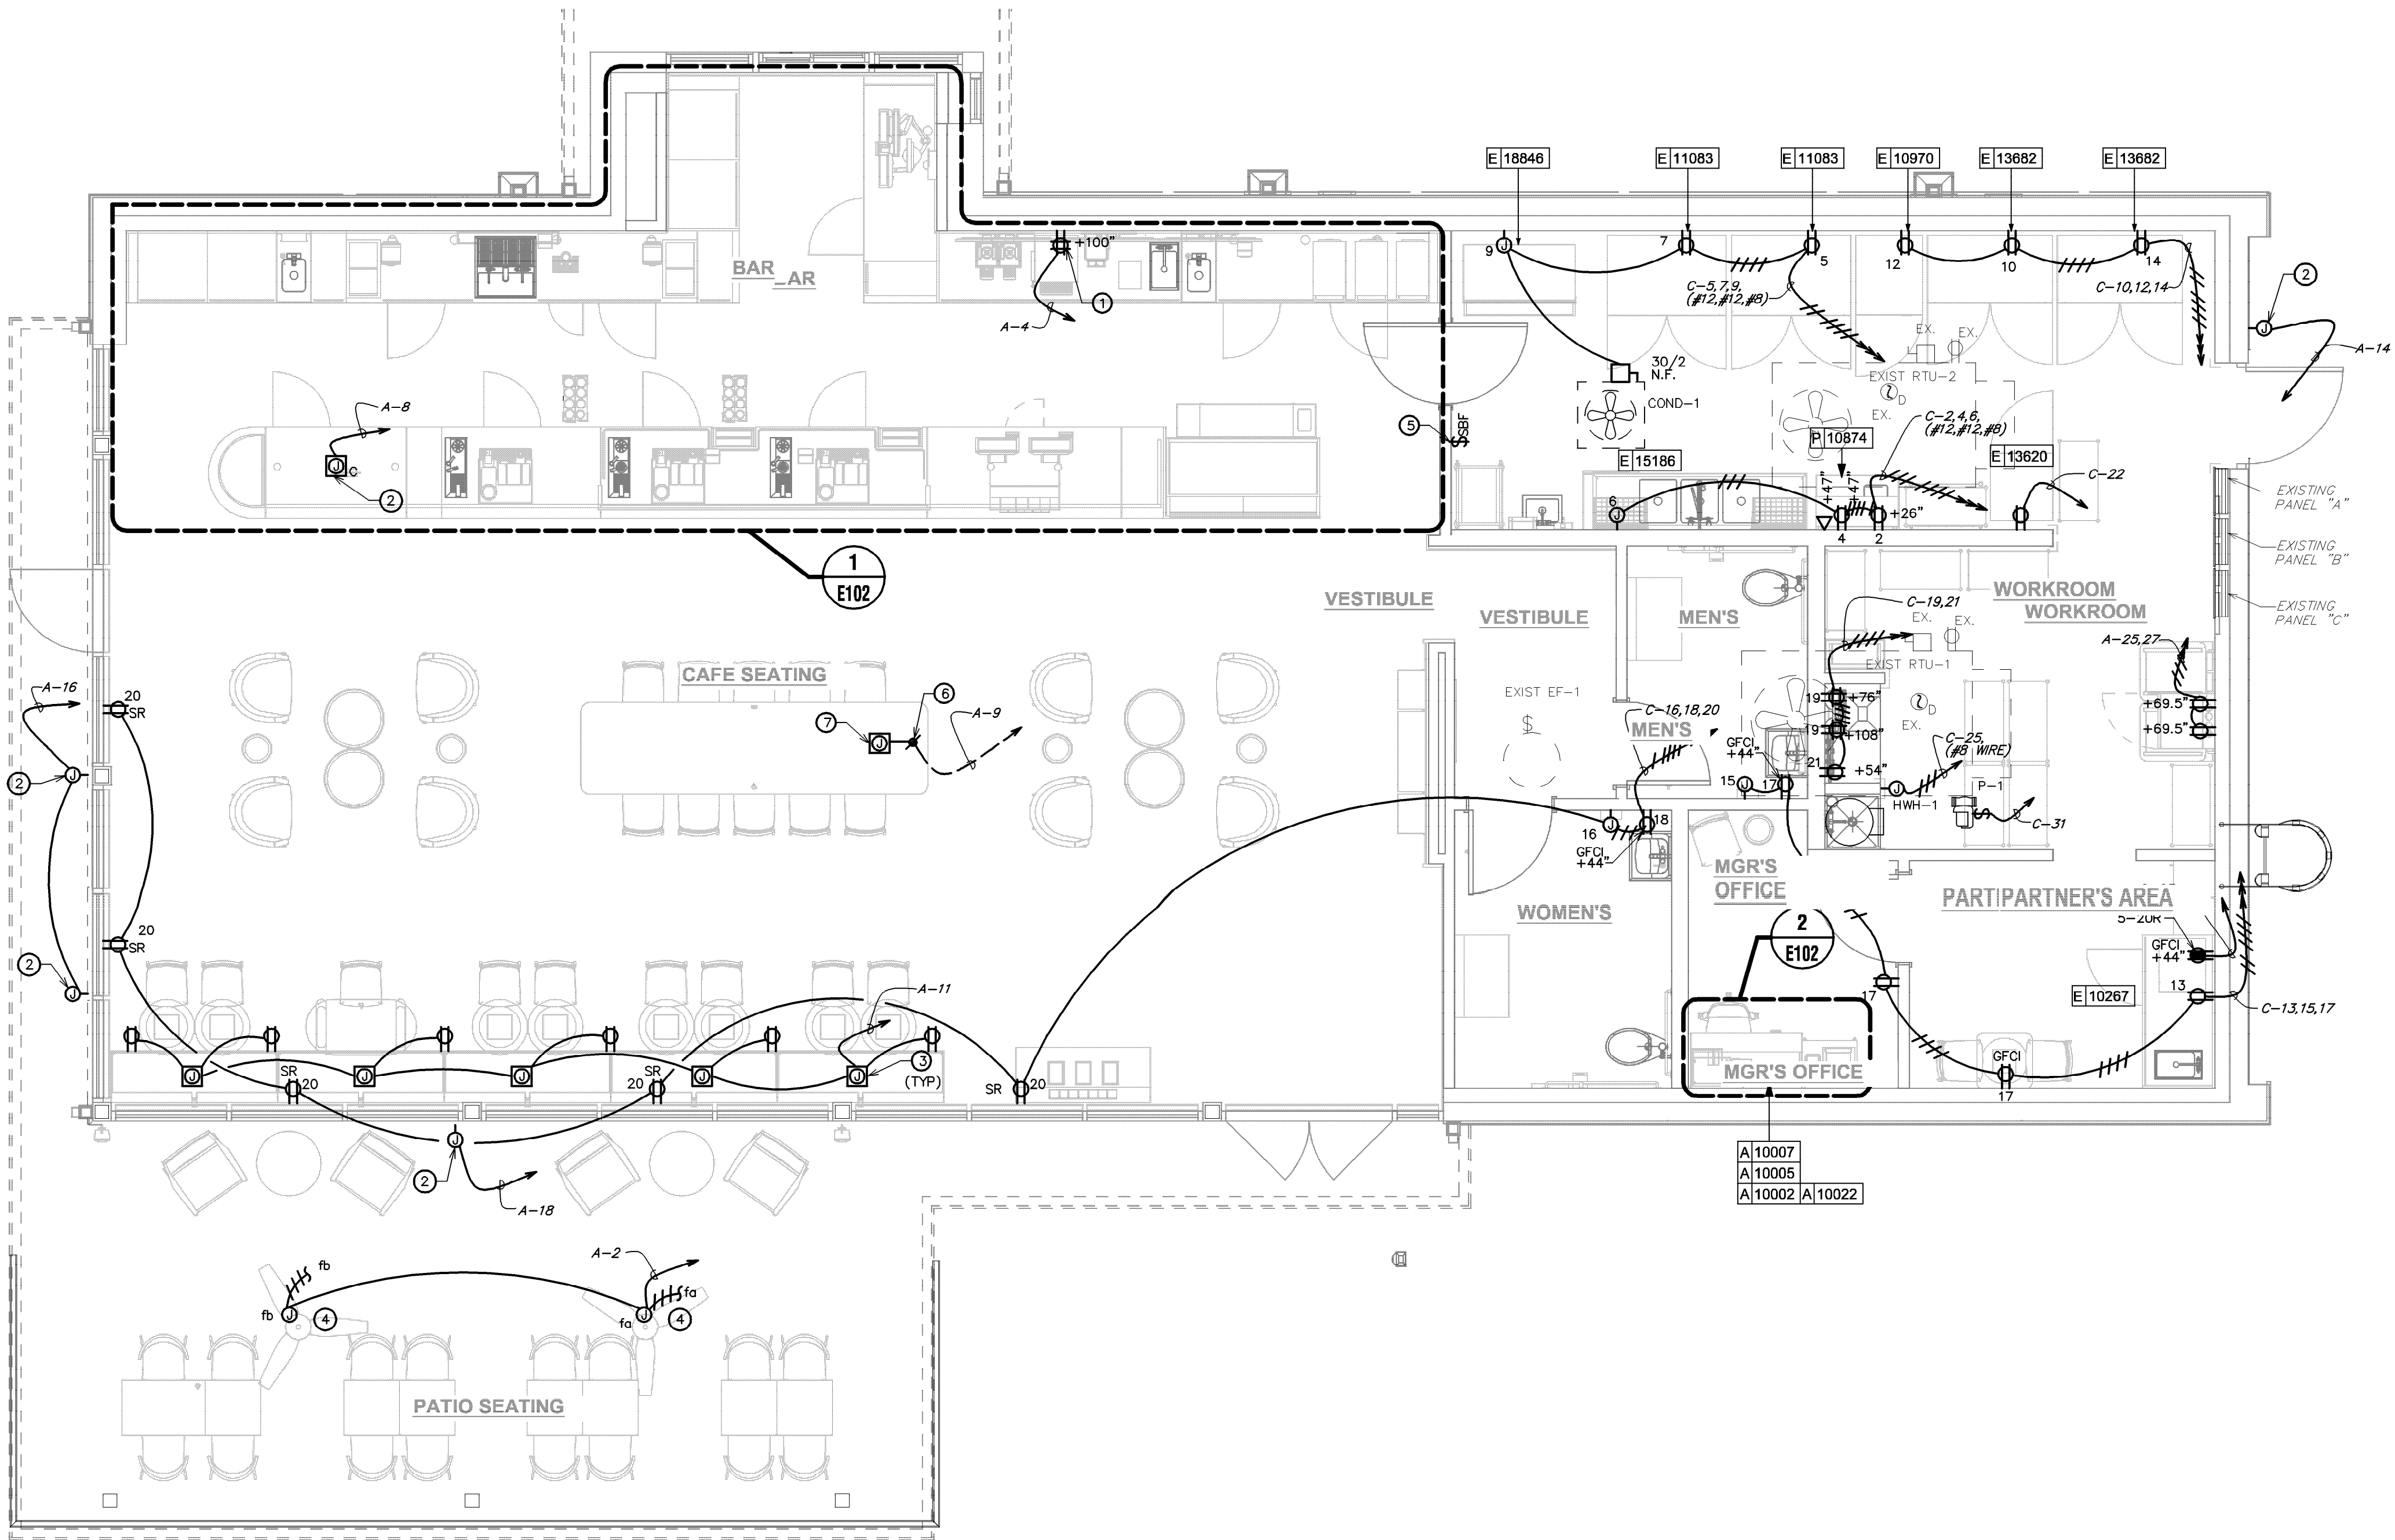 E 18846
E 11083
E 11083
E 10970
E 13682
E 13682
BAR
AR
+100"
1
A-4
9
7
5
12
10
14
C-5,7,9,
(#12,#12,#8)
C-10,12,14
J
2
A-14
EX.
EX.
30/2
N.F.
EXIST RTU-2
COND-1
D
EX.
A-8
J
C
2
5
$SBF
P 10874
C-2,4,6,
(#12,#12,#8)
E 15186
E 13620
C-22
+47"
+47"
6
J
+26"
4
2
EXISTING
PANEL "A"
EXISTING
PANEL "B"
EXISTING
PANEL "C"
1
E102
VESTIBULE
VESTIBULE
MEN'S
WORKROOM
WORKROOM
C-19,21
EX.
EX.
A-25,27
EXIST RTU-1
CAFE SEATING
A-16
20
SR
6
7
J
A-9
EXIST EF-1
$
C-16,18,20
MEN'S
19
+76"
19
+108"
D
EX.
+69.5"
+69.5"
GFCI
+44"
C-25,
(#8 WIRE)
21
+54"
2
J
15
J
17
J
HWH-1
P-1
$
C-31
J
16
18
GFCI
+44"
MGR'S
OFFICE
WOMEN'S
PARTIPARTNER'S AREA
5-20R
20
SR
2
J
2
E102
GFCI
+44"
17
E 10267
13
C-13,15,17
A-11
J
J
J
J
J
3
(TYP)
SR
20
SR
20
SR
20
GFCI
17
MGR'S OFFICE
J
2
A-18
A 10007
A 10005
A 10002 A 10022
A-2
fb
fa
fb
J
4
fa
J
4
PATIO SEATING